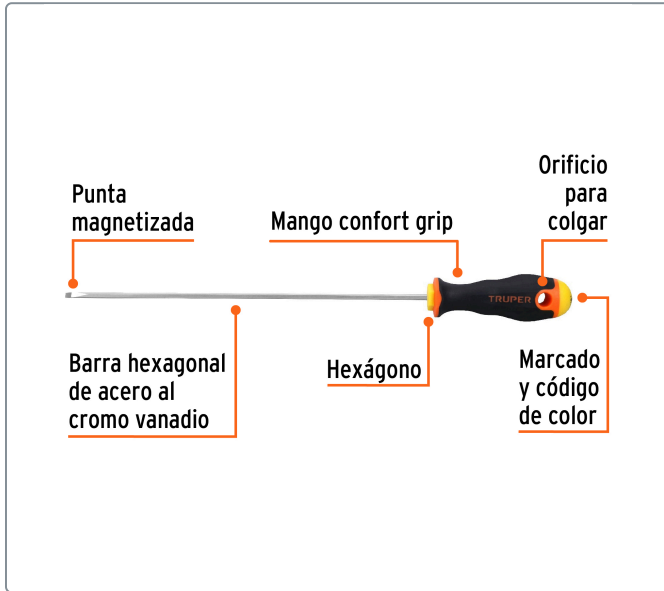 Orificio
para
colgar
Punta
magnetizada
Mango confort grip
TRUPER
Barra hexagonal
de acero al
cromo vanadio
Hexágono
Marcado
y código
de color